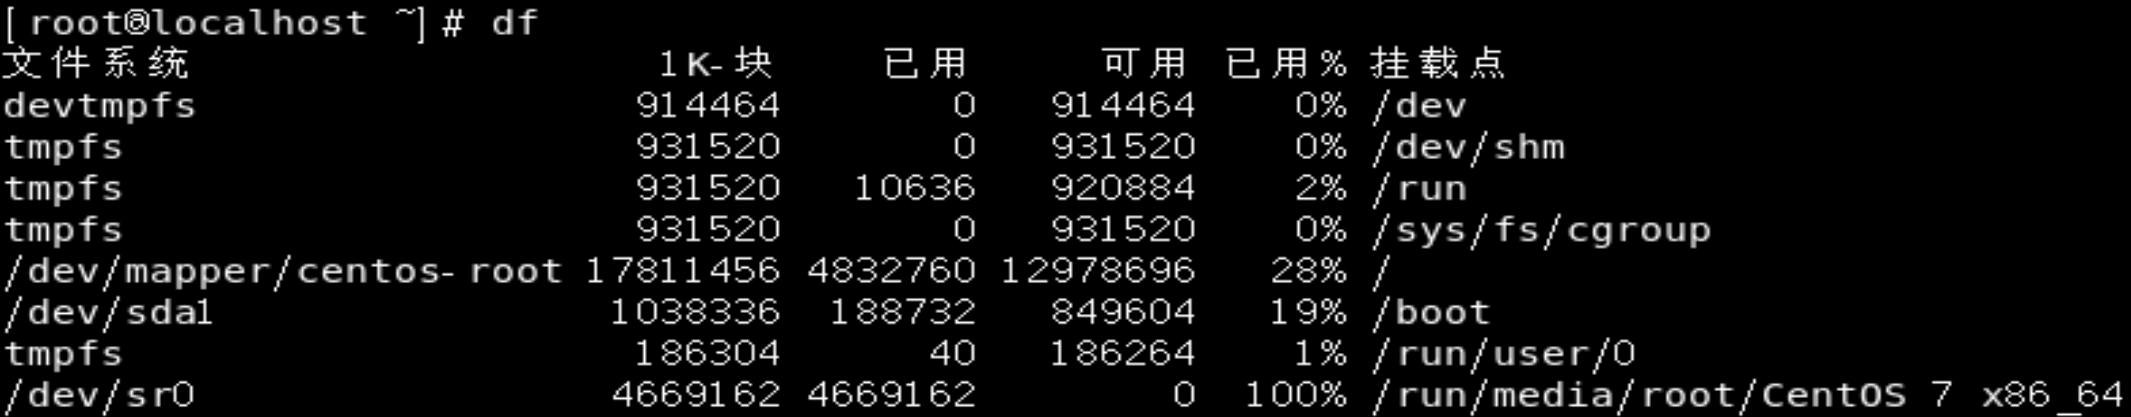 [root@localhost ~]# df
文件系统 1K-块 已用 可用 已用% 挂载点
devtmpfs 914464 0 914464 0% /dev
tmpfs 931520 0 931520 0% /dev/shm
tmpfs 931520 10636 920884 2% /run
tmpfs 931520 0 931520 0% /sys/fs/cgroup
/dev/mapper/centos-root 17811456 4832760 12978696 28% /
/dev/sda1 1038336 188732 849604 19% /boot
tmpfs 186304 40 186264 1% /run/user/0
/dev/sr0 4669162 4669162 0 100% /run/media/root/CentOS 7 x86_64